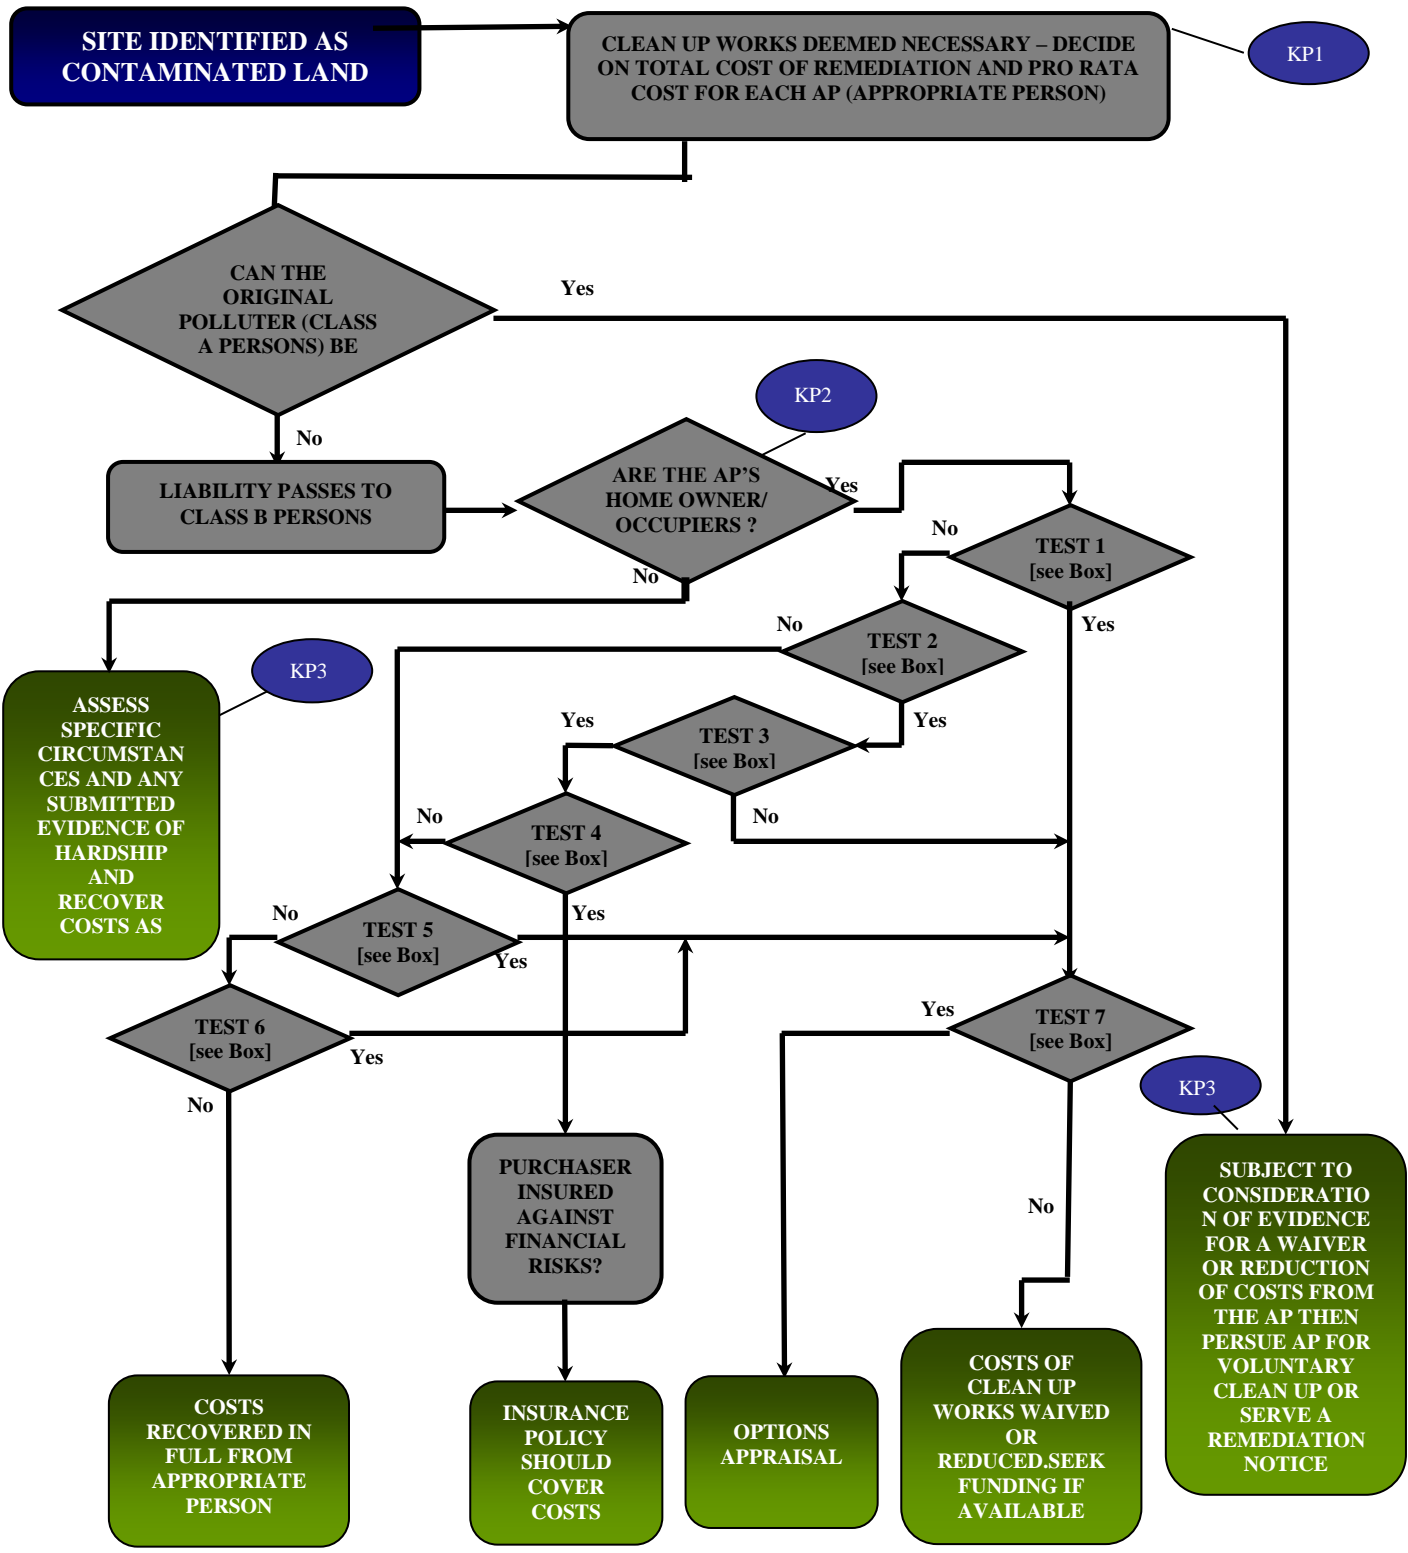 SITE IDENTIFIED AS
CONTAMINATED LAND
CLEAN UP WORKS DEEMED NECESSARY – DECIDE
ON TOTAL COST OF REMEDIATION AND PRO RATA
COST FOR EACH AP (APPROPRIATE PERSON)
KP1
CAN THE
ORIGINAL
POLLUTER (CLASS
A PERSONS) BE
Yes
No
LIABILITY PASSES TO
CLASS B PERSONS
KP2
ARE THE AP'S
HOME OWNER/
OCCUPIERS ?
Yes
No
TEST 1
[see Box]
No
Yes
TEST 2
[see Box]
No
Yes
TEST 3
[see Box]
Yes
No
TEST 4
[see Box]
No
Yes
TEST 5
[see Box]
No
Yes
TEST 6
[see Box]
Yes
No
TEST 7
[see Box]
Yes
No
KP3
ASSESS
SPECIFIC
CIRCUMSTAN
CES AND ANY
SUBMITTED
EVIDENCE OF
HARDSHIP
AND
RECOVER
COSTS AS
KP3
PURCHASER
INSURED
AGAINST
FINANCIAL
RISKS?
COSTS
RECOVERED IN
FULL FROM
APPROPRIATE
PERSON
INSURANCE
POLICY
SHOULD
COVER
COSTS
OPTIONS
APPRAISAL
COSTS OF
CLEAN UP
WORKS WAIVED
OR
REDUCED.SEEK
FUNDING IF
AVAILABLE
SUBJECT TO
CONSIDERATIO
N OF EVIDENCE
FOR A WAIVER
OR REDUCTION
OF COSTS FROM
THE AP THEN
PERSUE AP FOR
VOLUNTARY
CLEAN UP OR
SERVE A
REMEDIATION
NOTICE